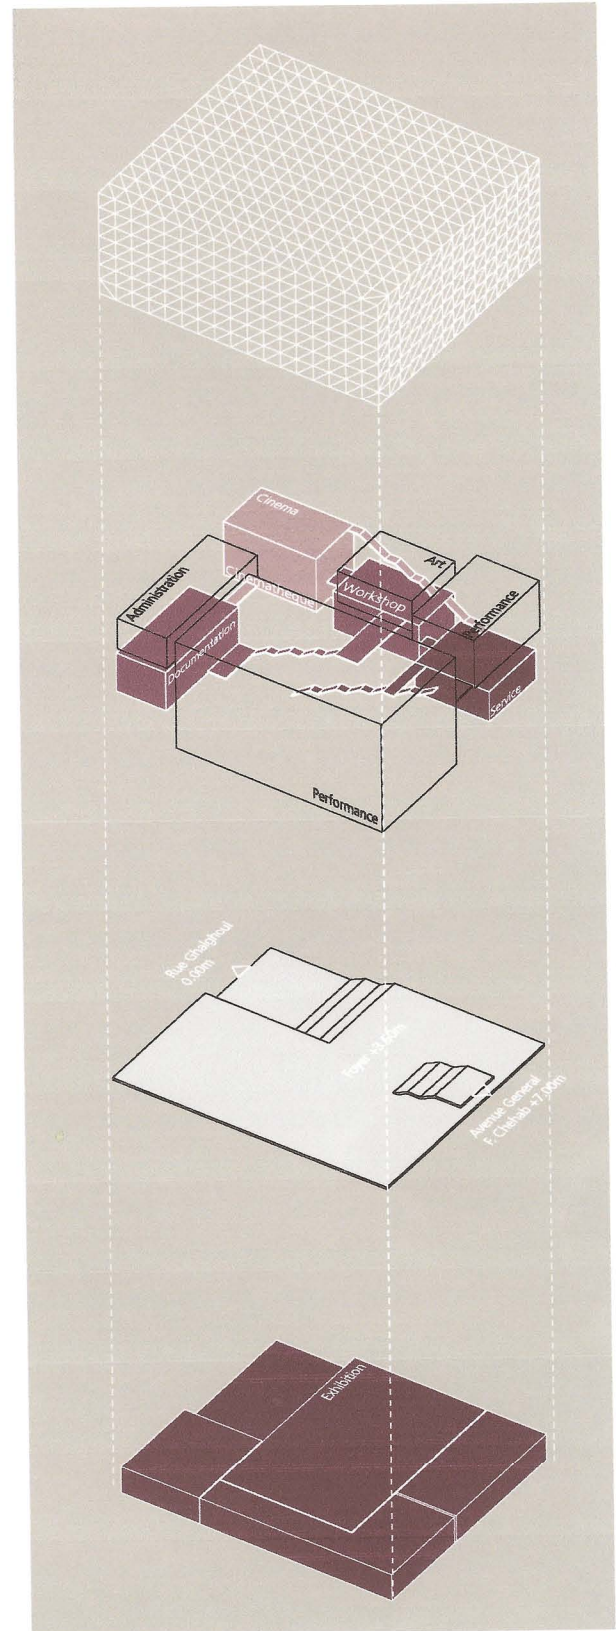 Cinema
Cinematheque
Administration
Documentation
Art
Workshop
Performance
Service
Performance
Rue Ghalghoul
0.00m
Foyer +3.60m
Avenue General
F. Chehab +7.00m
Exhibition